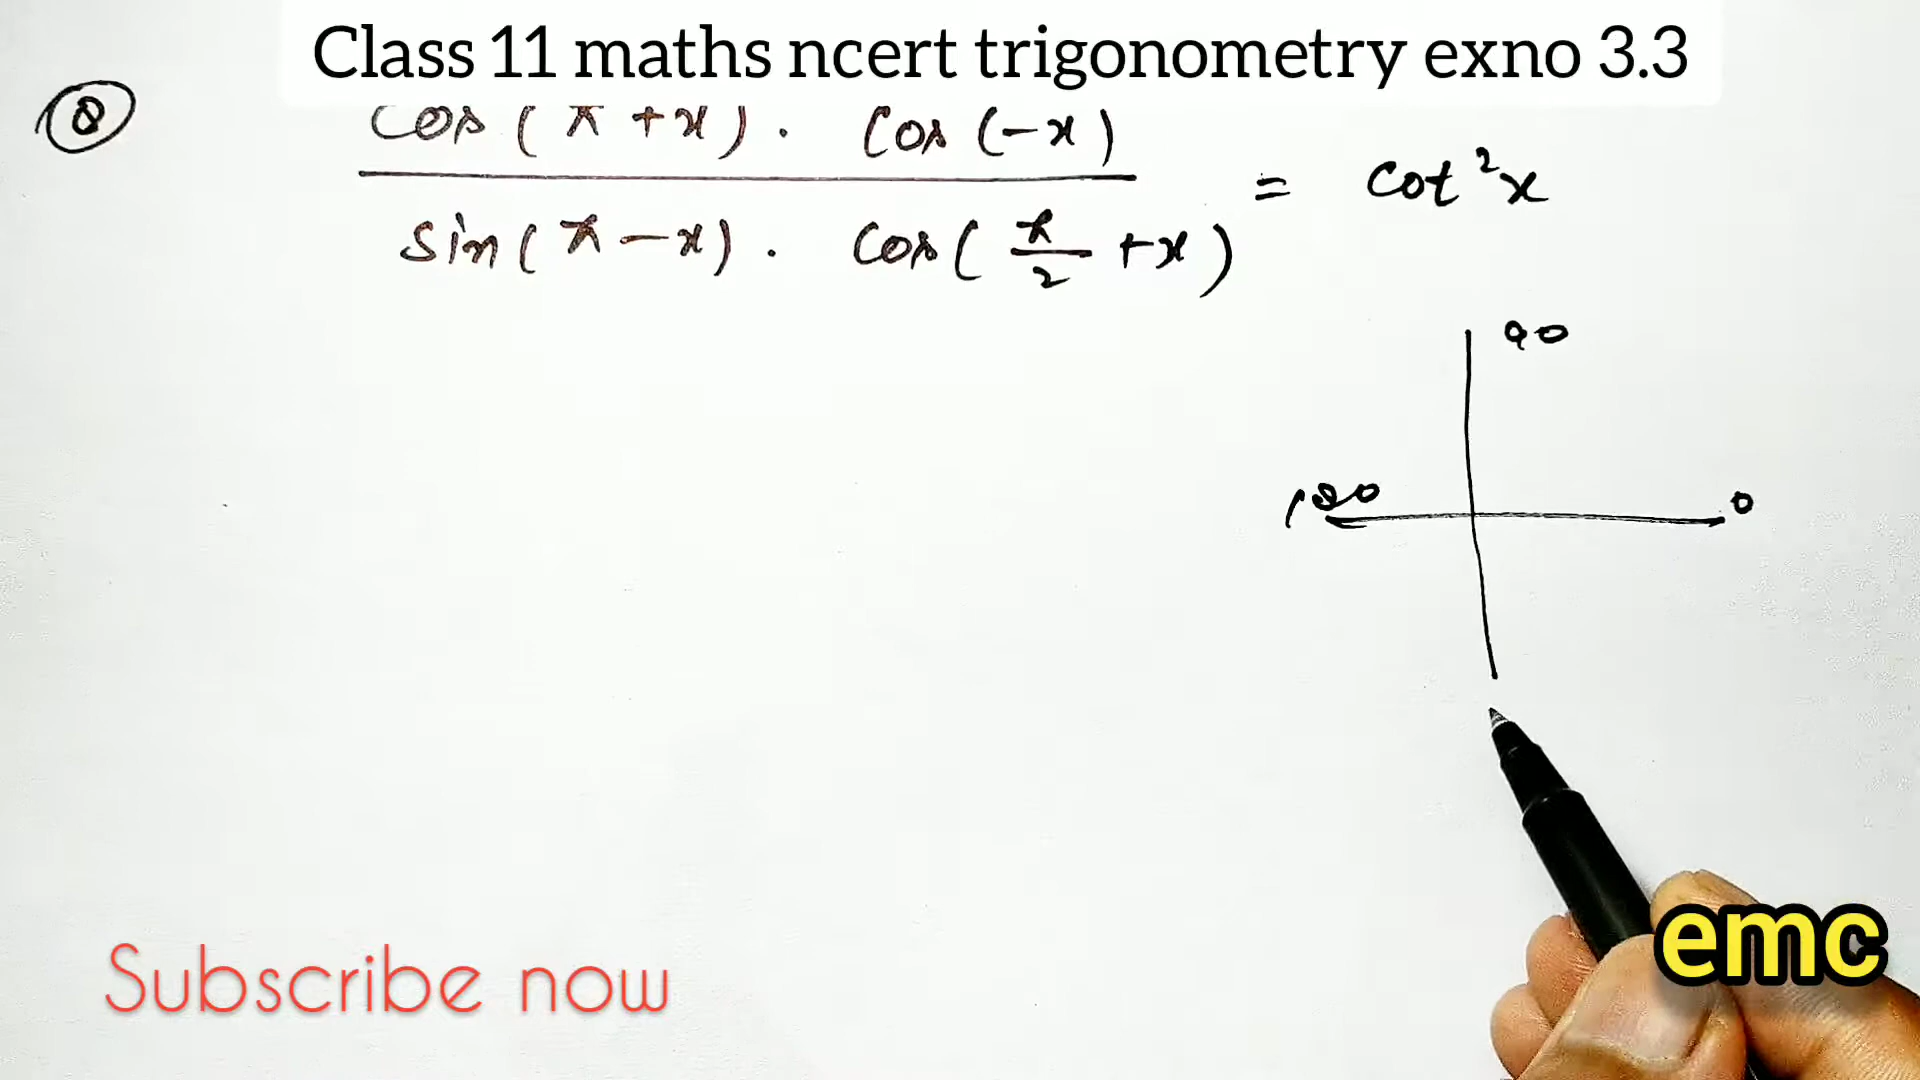 Class 11 maths ncert trigonometry exno 3.3
8
cos(π+x). cos(-x)
sin(π-x). cos(π/2 +x)
= cot²x
90
180
0
emc
Subscribe now